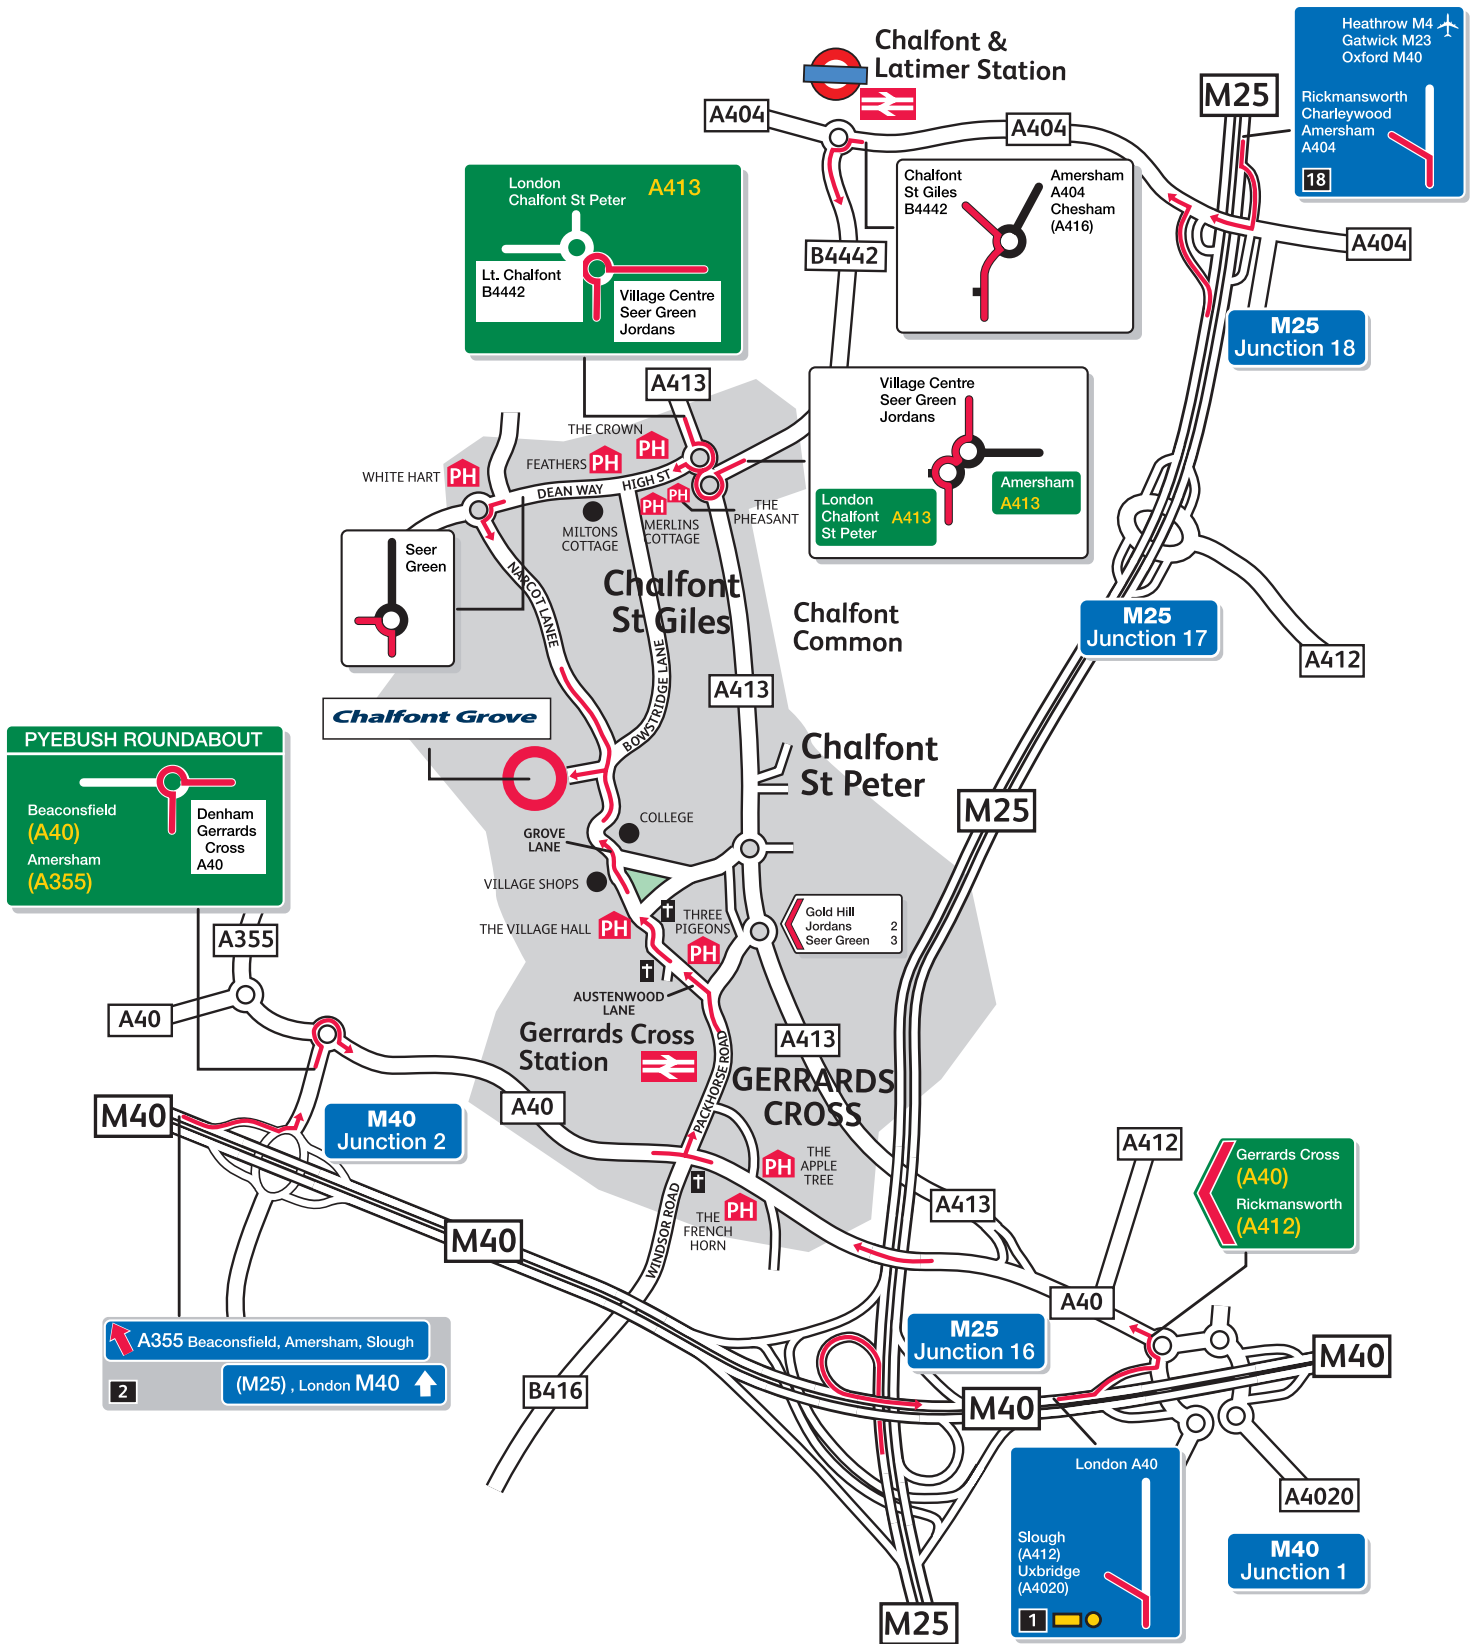 Chalfont &
Latimer Station
Heathrow M4
Gatwick M23
Oxford M40
Rickmansworth
Charleywood
Amersham
A404
18
M25
A404
A404
A404
M25
Junction 18
London
Chalfont St Peter
A413
Lt. Chalfont
B4442
Village Centre
Seer Green
Jordans
Chalfont
St Giles
B4442
Amersham
A404
Chesham
(A416)
B4442
A413
Village Centre
Seer Green
Jordans
London
Chalfont
St Peter
A413
Amersham
A413
THE CROWN
PH
FEATHERS
PH
WHITE HART
PH
DEAN WAY
HIGH ST
PH
PH
THE
PHEASANT
MILTONS
COTTAGE
MERLINS
COTTAGE
Seer
Green
NARCOT LANEE
Chalfont
St Giles
Chalfont
Common
M25
Junction 17
A412
BOWSTRIDGE LANE
A413
Chalfont Grove
Chalfont
St Peter
M25
PYEBUSH ROUNDABOUT
Beaconsfield
(A40)
Amersham
(A355)
Denham
Gerrards
Cross
A40
COLLEGE
GROVE
LANE
VILLAGE SHOPS
THE VILLAGE HALL
PH
THREE
PIGEONS
PH
Gold Hill
Jordans 2
Seer Green 3
A355
A40
AUSTENWOOD
LANE
Gerrards Cross
Station
A413
PACKHORSE ROAD
GERRARDS
CROSS
M40
M40
Junction 2
A40
A412
Gerrards Cross
(A40)
Rickmansworth
(A412)
PH
THE
APPLE
TREE
PH
THE
FRENCH
HORN
WINDSOR ROAD
A413
M40
A40
A355 Beaconsfield, Amersham, Slough
2
(M25) , London M40
M25
Junction 16
M40
B416
M40
London A40
Slough
(A412)
Uxbridge
(A4020)
1
A4020
M40
Junction 1
M25